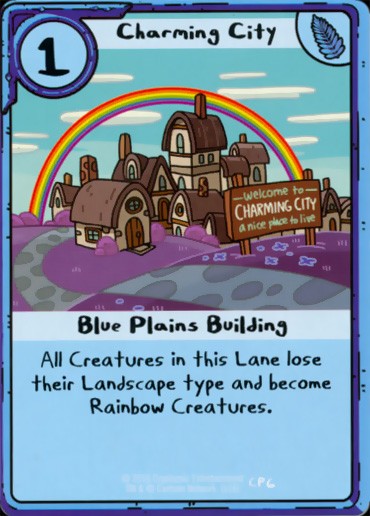 1
Charming City
welcome to
CHARMING CITY
a nice place to live
Blue Plains Building
All Creatures in this Lane lose
their Landscape type and become
Rainbow Creatures.
CP6